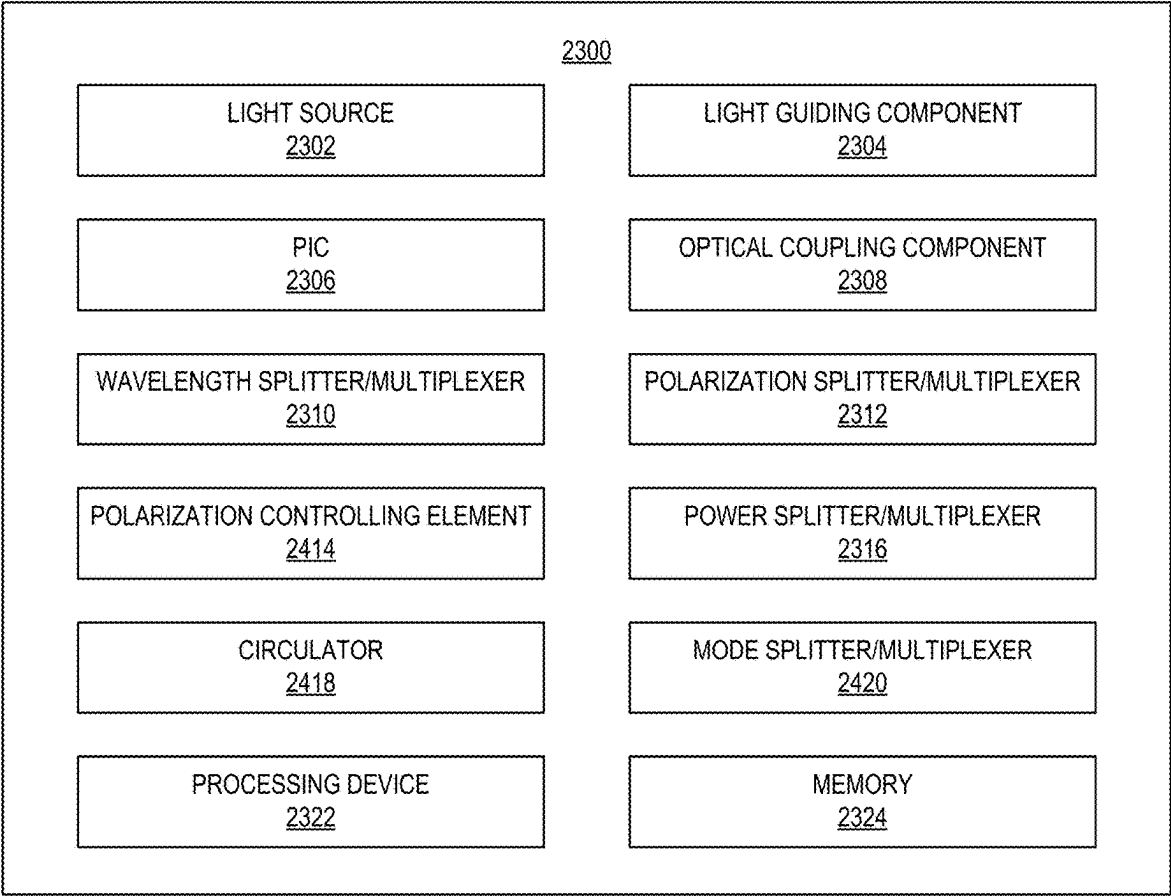 2300
LIGHT SOURCE
2302
LIGHT GUIDING COMPONENT
2304
PIC
2306
OPTICAL COUPLING COMPONENT
2308
WAVELENGTH SPLITTER/MULTIPLEXER
2310
POLARIZATION SPLITTER/MULTIPLEXER
2312
POLARIZATION CONTROLLING ELEMENT
2414
POWER SPLITTER/MULTIPLEXER
2316
CIRCULATOR
2418
MODE SPLITTER/MULTIPLEXER
2420
PROCESSING DEVICE
2322
MEMORY
2324